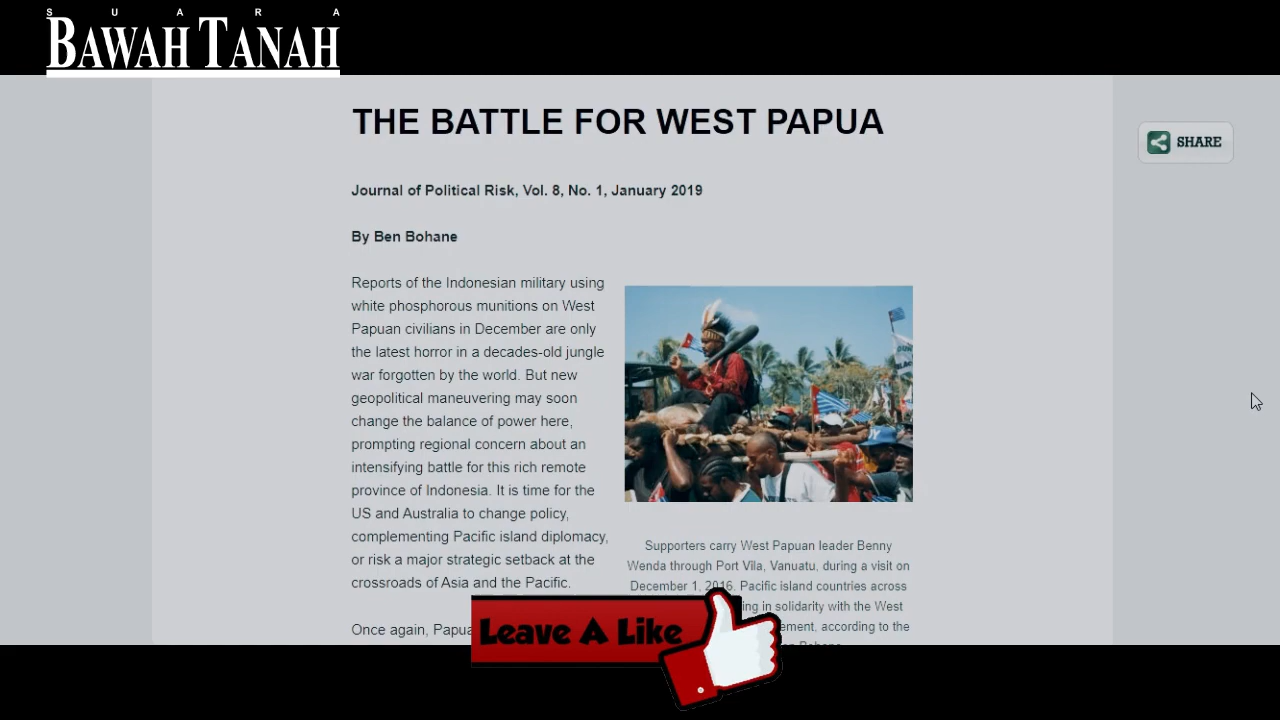 SUARA
BAWAH TANAH
THE BATTLE FOR WEST PAPUA
SHARE
Journal of Political Risk, Vol. 8, No. 1, January 2019
By Ben Bohane
Reports of the Indonesian military using
white phosphorous munitions on West
Papuan civilians in December are only
the latest horror in a decades-old jungle
war forgotten by the world. But new
geopolitical maneuvering may soon
change the balance of power here,
prompting regional concern about an
intensifying battle for this rich remote
province of Indonesia. It is time for the
US and Australia to change policy,
complementing Pacific island diplomacy,
or risk a major strategic setback at the
crossroads of Asia and the Pacific.
Once again, Papua
Supporters carry West Papuan leader Benny
Wenda through Port Vila, Vanuatu, during a visit on
December 1, 2016. Pacific island countries across
in solidarity with the West
according to the
Leave A Like